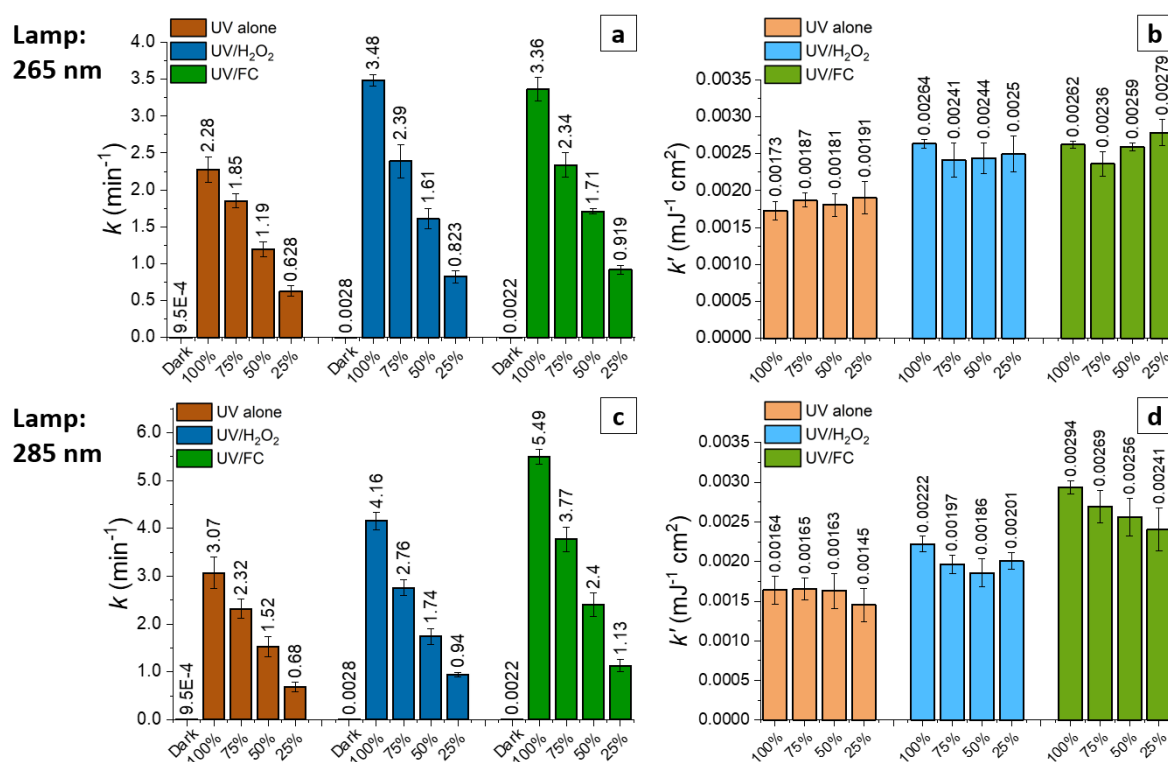 Lamp:
265 nm
UV alone
UV/H₂O₂
UV/FC
a
k (min⁻¹)
4.0
3.5
3.0
2.5
2.0
1.5
1.0
0.5
0.0
9.5E-4
2.28
1.85
1.19
0.628
0.0028
3.48
2.39
1.61
0.823
0.0022
3.36
2.34
1.71
0.919
Dark 100% 75% 50% 25% Dark 100% 75% 50% 25% Dark 100% 75% 50% 25%
UV alone
UV/H₂O₂
UV/FC
b
k′ (mJ⁻¹ cm²)
0.0035
0.0030
0.0025
0.0020
0.0015
0.0010
0.0005
0.0000
0.00173
0.00187
0.00181
0.00191
0.00264
0.00241
0.00244
0.0025
0.00262
0.00236
0.00259
0.00279
100% 75% 50% 25% 100% 75% 50% 25% 100% 75% 50% 25%
Lamp:
285 nm
UV alone
UV/H₂O₂
UV/FC
c
k (min⁻¹)
6.0
5.0
4.0
3.0
2.0
1.0
0.0
9.5E-4
3.07
2.32
1.52
0.68
0.0028
4.16
2.76
1.74
0.94
0.0022
5.49
3.77
2.4
1.13
Dark 100% 75% 50% 25% Dark 100% 75% 50% 25% Dark 100% 75% 50% 25%
UV alone
UV/H₂O₂
UV/FC
d
k′ (mJ⁻¹ cm²)
0.0035
0.0030
0.0025
0.0020
0.0015
0.0010
0.0005
0.0000
0.00164
0.00165
0.00163
0.00145
0.00222
0.00197
0.00186
0.00201
0.00294
0.00269
0.00256
0.00241
100% 75% 50% 25% 100% 75% 50% 25% 100% 75% 50% 25%